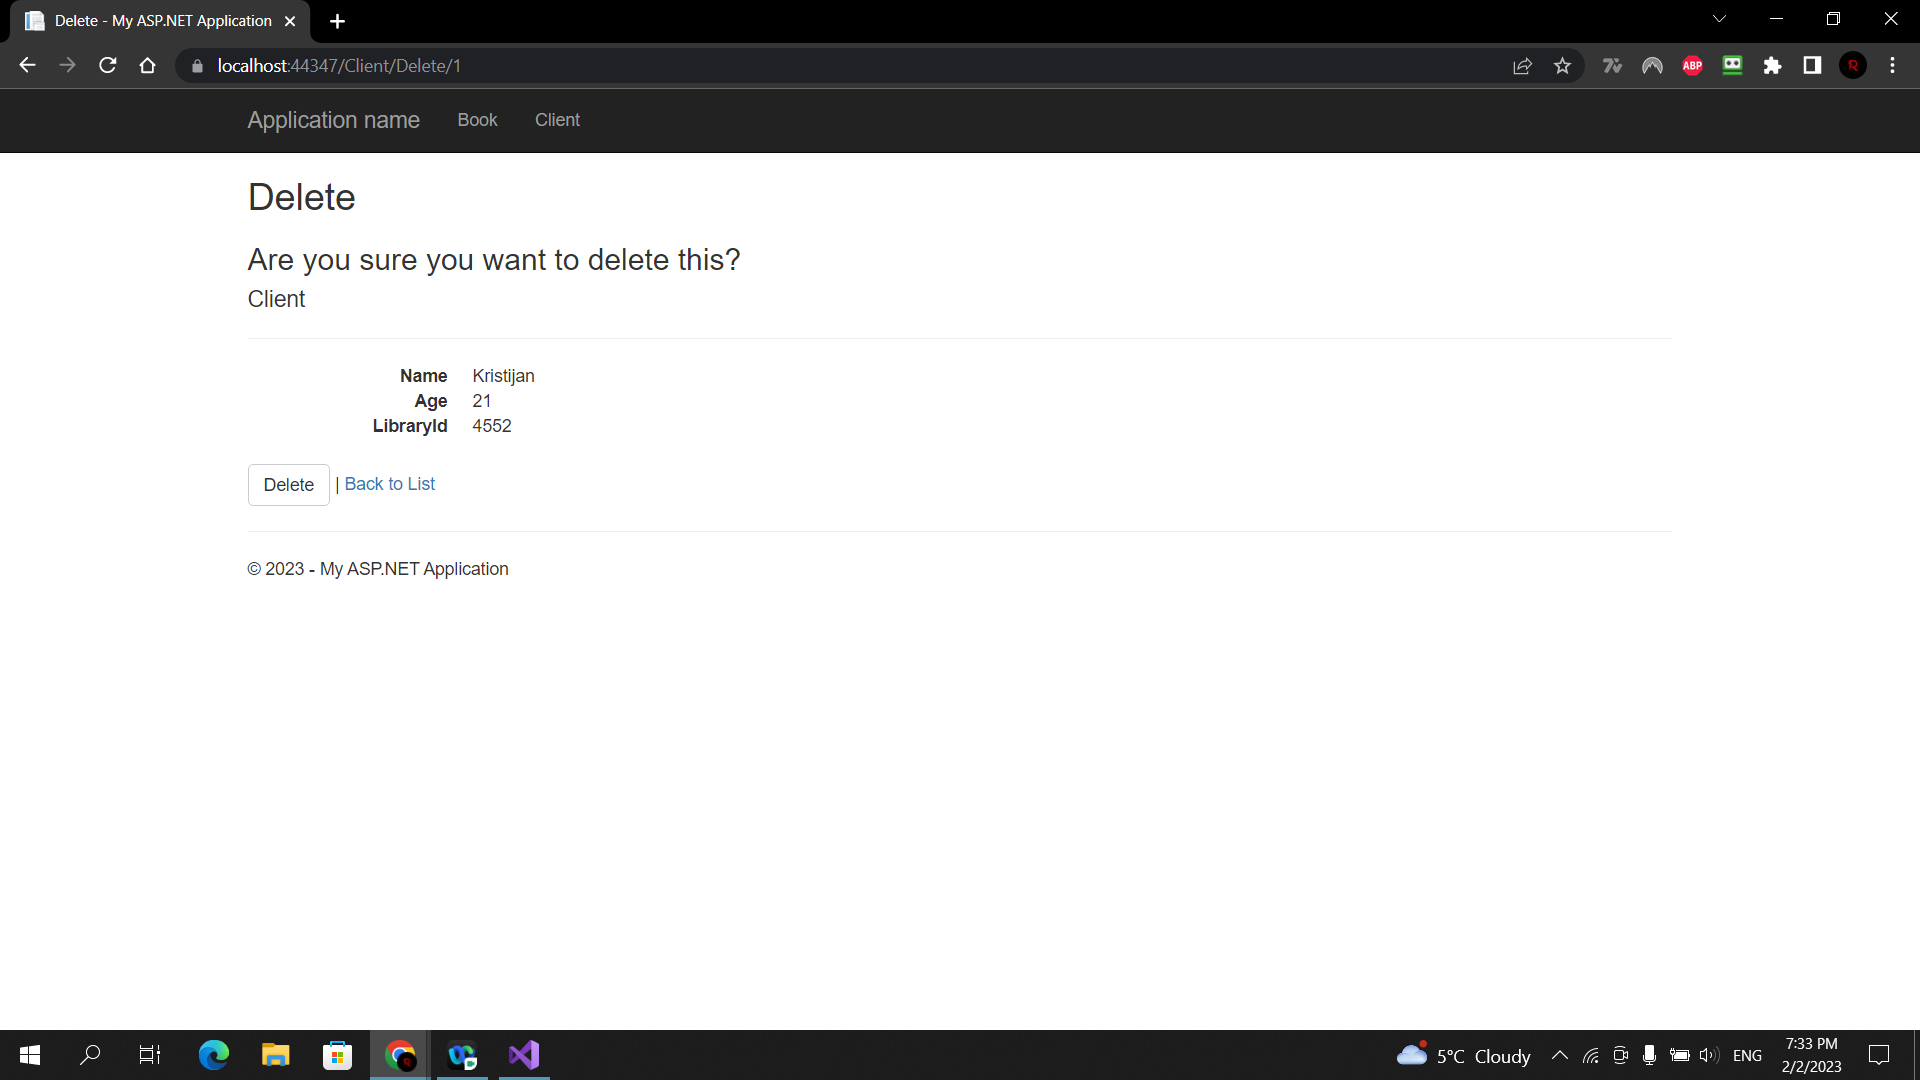 Delete - My ASP.NET Application
localhost:44347/Client/Delete/1
ABP
R
Application name Book Client
Delete
Are you sure you want to delete this?
Client
Name Kristijan
Age 21
LibraryId 4552
Delete | Back to List
© 2023 - My ASP.NET Application
5°C Cloudy
ENG
7:33 PM
2/2/2023